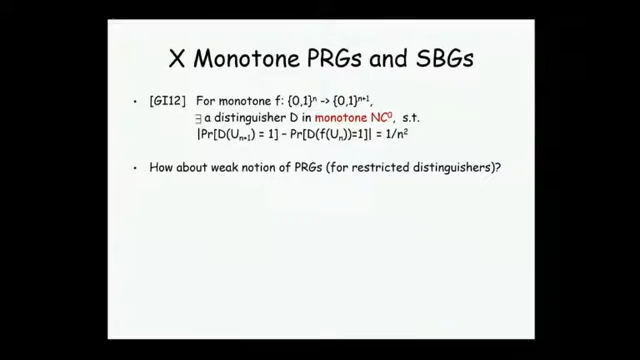 X Monotone PRGs and SBGs
• [GI12] For monotone f: {0,1}ⁿ -> {0,1}ⁿ⁺¹,
∃ a distinguisher D in monotone NC⁰, s.t.
|Pr[D(Uₙ₊₁) = 1] – Pr[D(f(Uₙ))=1]| = 1/n²
• How about weak notion of PRGs (for restricted distinguishers)?